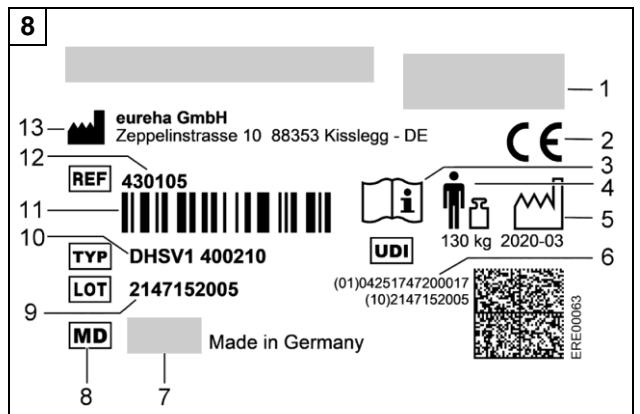 8
1
eureha GmbH
13
Zeppelinstrasse 10 88353 Kisslegg - DE
CE
2
12
3
REF
430105
4
11
i
5
10
130 kg
2020-03
TYP
DHSV1 400210
UDI
6
(01)04251747200017
LOT
2147152005
(10)2147152005
9
MD
Made in Germany
ERE00063
8
7